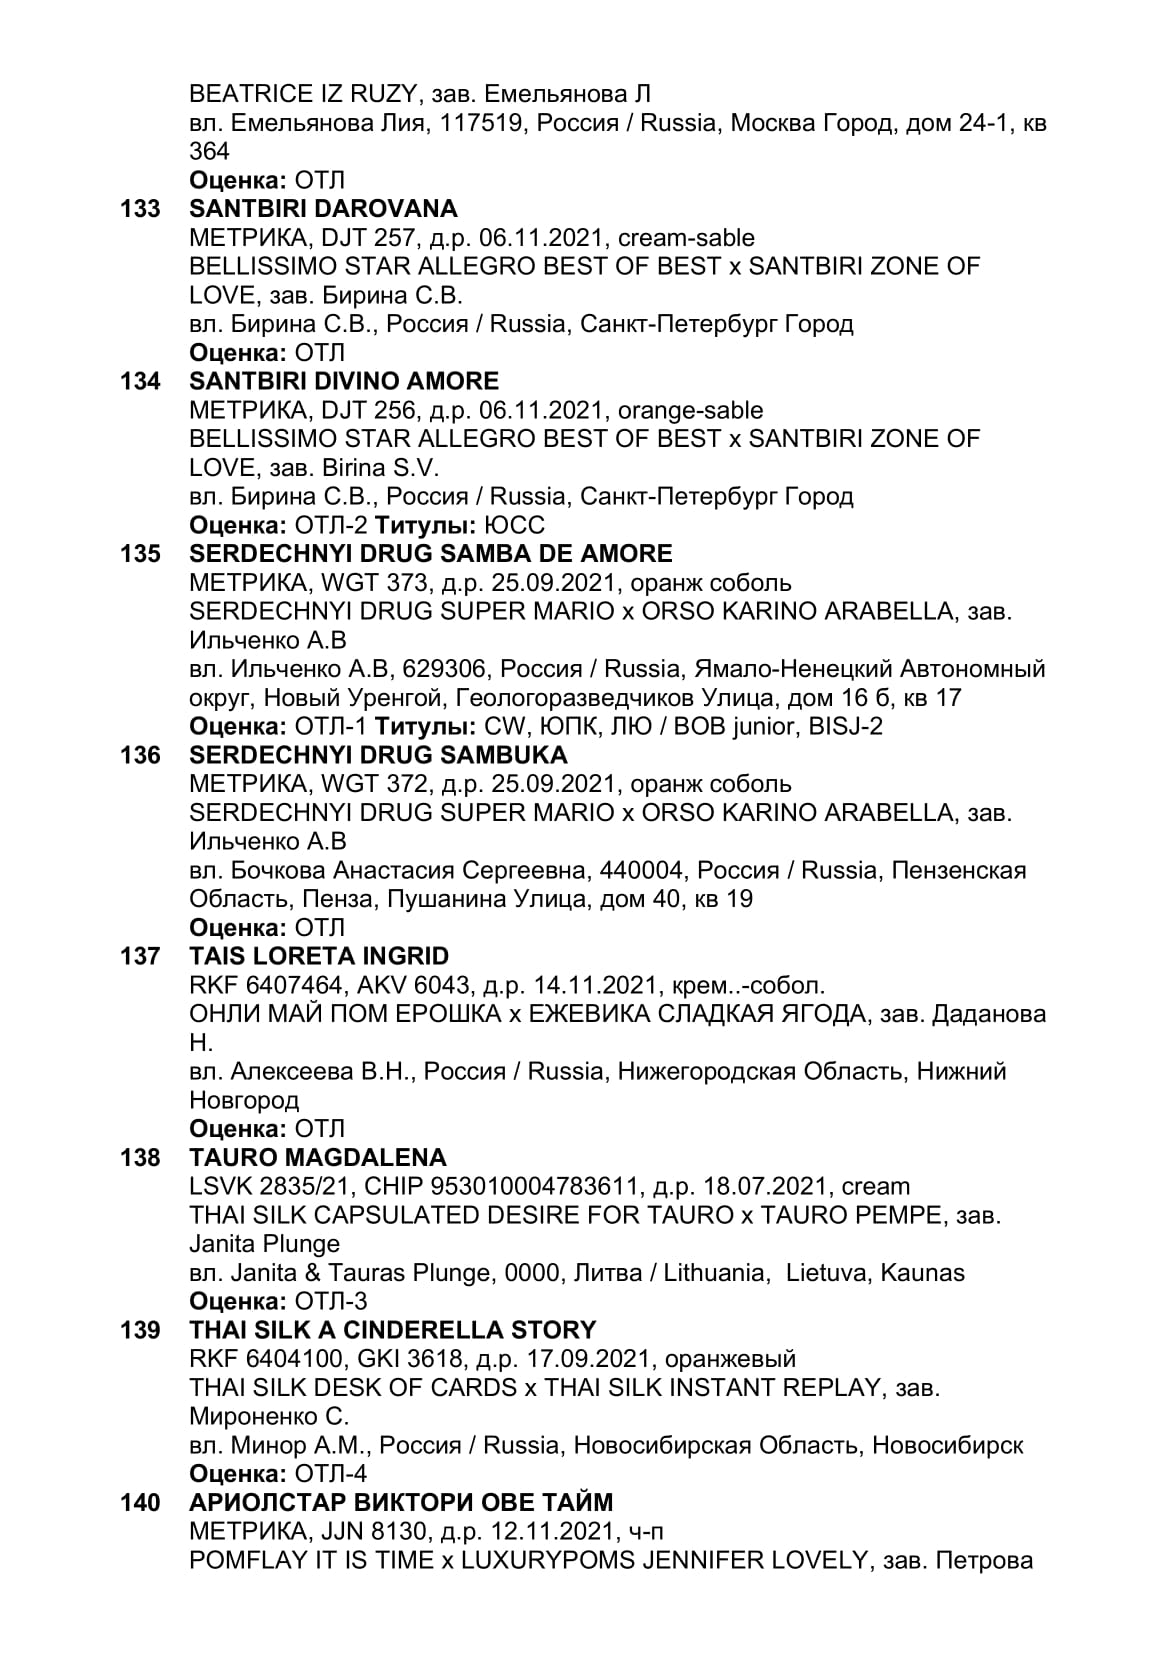 BEATRICE IZ RUZY, зав. Емельянова Л
вл. Емельянова Лия, 117519, Россия / Russia, Москва Город, дом 24-1, кв
364
Оценка: ОТЛ
133 SANTBIRI DAROVANA
МЕТРИКА, DJT 257, д.р. 06.11.2021, cream-sable
BELLISSIMO STAR ALLEGRO BEST OF BEST x SANTBIRI ZONE OF
LOVE, зав. Бирина С.В.
вл. Бирина С.В., Россия / Russia, Санкт-Петербург Город
Оценка: ОТЛ
134 SANTBIRI DIVINO AMORE
МЕТРИКА, DJT 256, д.р. 06.11.2021, orange-sable
BELLISSIMO STAR ALLEGRO BEST OF BEST x SANTBIRI ZONE OF
LOVE, зав. Birina S.V.
вл. Бирина С.В., Россия / Russia, Санкт-Петербург Город
Оценка: ОТЛ-2 Титулы: ЮСС
135 SERDECHNYI DRUG SAMBA DE AMORE
МЕТРИКА, WGT 373, д.р. 25.09.2021, оранж соболь
SERDECHNYI DRUG SUPER MARIO x ORSO KARINO ARABELLA, зав.
Ильченко А.В
вл. Ильченко А.В, 629306, Россия / Russia, Ямало-Ненецкий Автономный
округ, Новый Уренгой, Геологоразведчиков Улица, дом 16 б, кв 17
Оценка: ОТЛ-1 Титулы: CW, ЮПК, ЛЮ / BOB junior, BISJ-2
136 SERDECHNYI DRUG SAMBUKA
МЕТРИКА, WGT 372, д.р. 25.09.2021, оранж соболь
SERDECHNYI DRUG SUPER MARIO x ORSO KARINO ARABELLA, зав.
Ильченко А.В
вл. Бочкова Анастасия Сергеевна, 440004, Россия / Russia, Пензенская
Область, Пенза, Пушанина Улица, дом 40, кв 19
Оценка: ОТЛ
137 TAIS LORETA INGRID
RKF 6407464, AKV 6043, д.р. 14.11.2021, крем..-собол.
ОНЛИ МАЙ ПОМ ЕРОШКА x ЕЖЕВИКА СЛАДКАЯ ЯГОДА, зав. Даданова
Н.
вл. Алексеева В.Н., Россия / Russia, Нижегородская Область, Нижний
Новгород
Оценка: ОТЛ
138 TAURO MAGDALENA
LSVK 2835/21, CHIP 953010004783611, д.р. 18.07.2021, cream
THAI SILK CAPSULATED DESIRE FOR TAURO x TAURO PEMPE, зав.
Janita Plunge
вл. Janita & Tauras Plunge, 0000, Литва / Lithuania,  Lietuva, Kaunas
Оценка: ОТЛ-3
139 THAI SILK A CINDERELLA STORY
RKF 6404100, GKI 3618, д.р. 17.09.2021, оранжевый
THAI SILK DESK OF CARDS x THAI SILK INSTANT REPLAY, зав.
Мироненко С.
вл. Минор А.М., Россия / Russia, Новосибирская Область, Новосибирск
Оценка: ОТЛ-4
140 АРИОЛСТАР ВИКТОРИ ОВЕ ТАЙМ
МЕТРИКА, JJN 8130, д.р. 12.11.2021, ч-п
POMFLAY IT IS TIME x LUXURYPOMS JENNIFER LOVELY, зав. Петрова